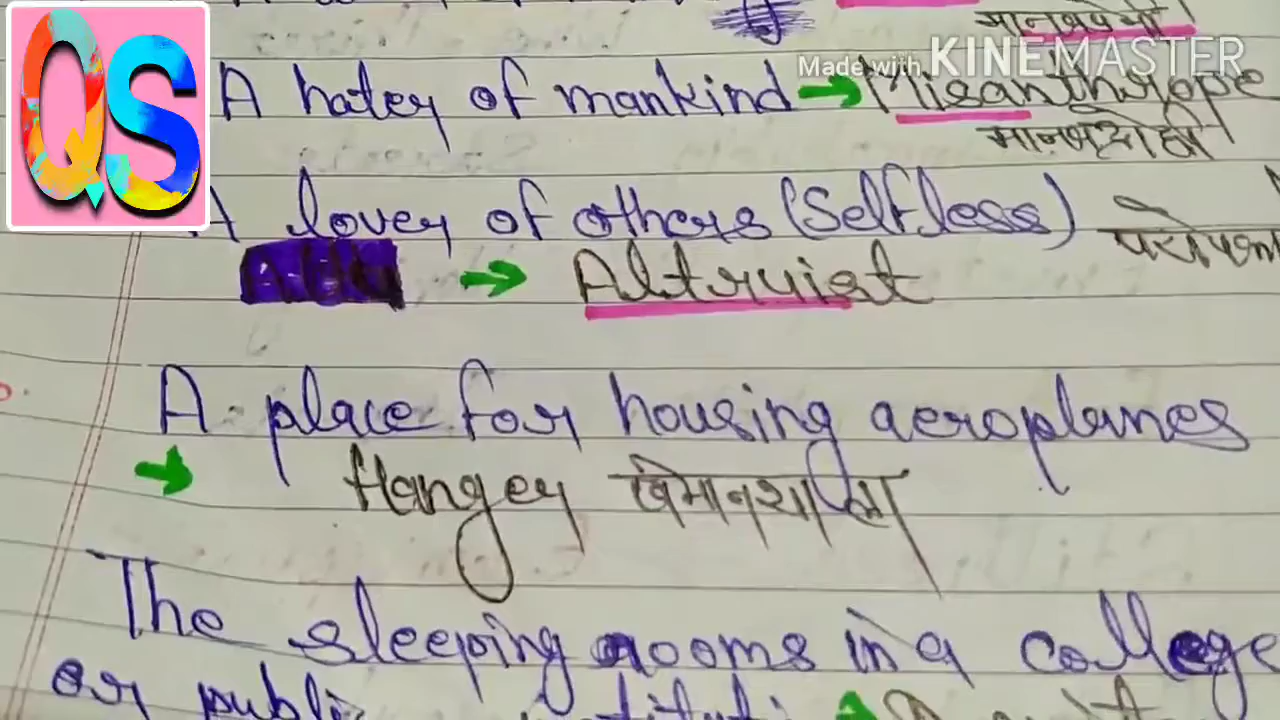 मानवप्रेमी
Made with KINEMASTER
QS
A hater of mankind → Misanthrope
मानवद्रोही
A lover of others (Selfless)
→ Altruist
A place for housing aeroplanes
→ Hanger विमानशाला
The sleeping rooms in a college
or public